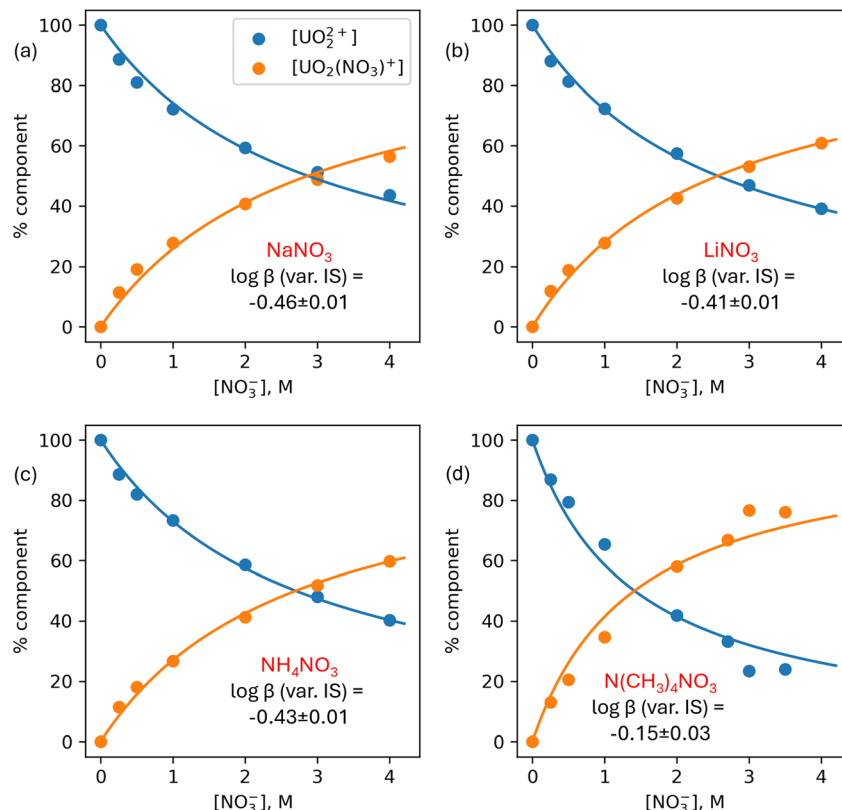 (a)
[UO₂²⁺]
[UO₂(NO₃)⁺]
100
80
60
40
20
0
% component
NaNO₃
log β (var. IS) =
-0.46±0.01
0 1 2 3 4
[NO₃⁻], M
(b)
100
80
60
40
20
0
% component
LiNO₃
log β (var. IS) =
-0.41±0.01
0 1 2 3 4
[NO₃⁻], M
(c)
100
80
60
40
20
0
% component
NH₄NO₃
log β (var. IS) =
-0.43±0.01
0 1 2 3 4
[NO₃⁻], M
(d)
100
80
60
40
20
0
% component
N(CH₃)₄NO₃
log β (var. IS) =
-0.15±0.03
0 1 2 3 4
[NO₃⁻], M